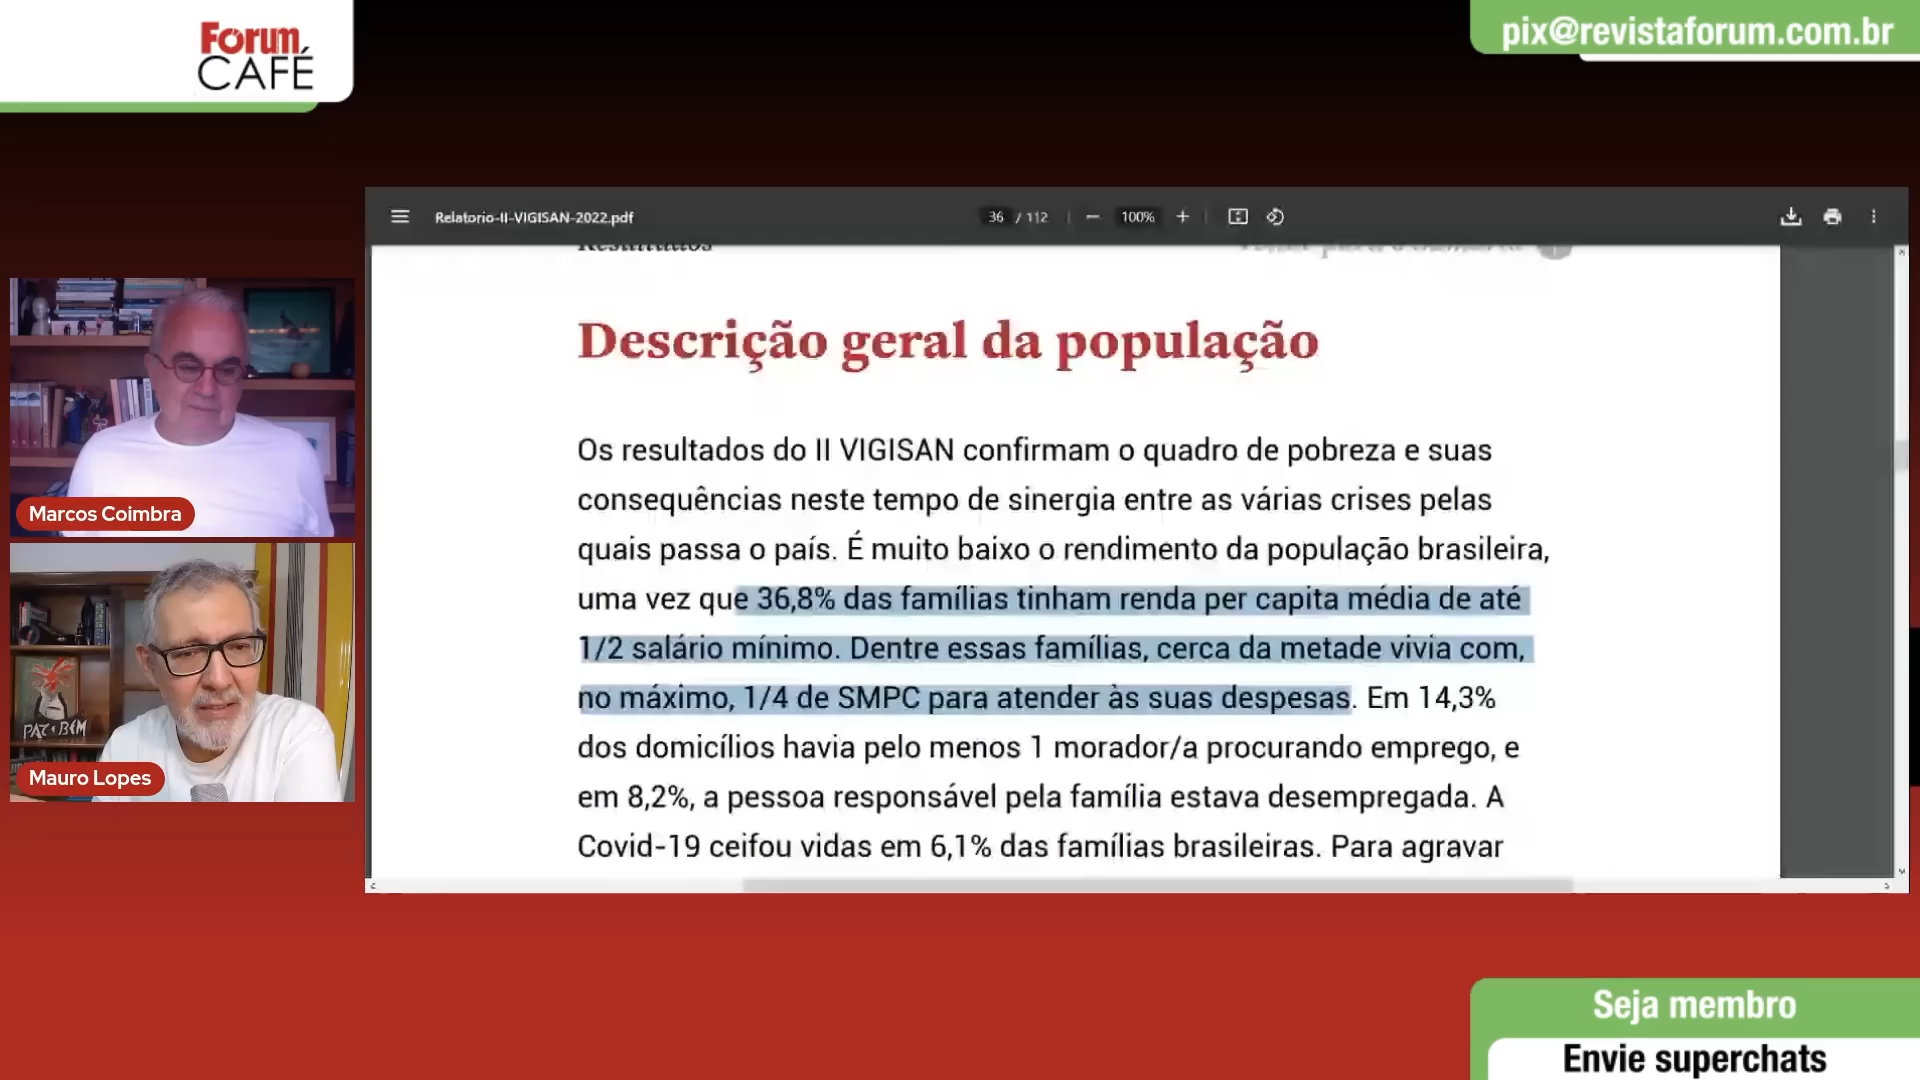 Forum
CAFÉ
pix@revistaforum.com.br
Relatorio-II-VIGISAN-2022.pdf
36 / 112
100%
Resultados
Descrição geral da população
Os resultados do II VIGISAN confirmam o quadro de pobreza e suas
consequências neste tempo de sinergia entre as várias crises pelas
quais passa o país. É muito baixo o rendimento da população brasileira,
uma vez que 36,8% das famílias tinham renda per capita média de até
1/2 salário mínimo. Dentre essas famílias, cerca da metade vivia com,
no máximo, 1/4 de SMPC para atender às suas despesas. Em 14,3%
dos domicílios havia pelo menos 1 morador/a procurando emprego, e
em 8,2%, a pessoa responsável pela família estava desempregada. A
Covid-19 ceifou vidas em 6,1% das famílias brasileiras. Para agravar
Marcos Coimbra
PAZ E BEM
Mauro Lopes
Seja membro
Envie superchats